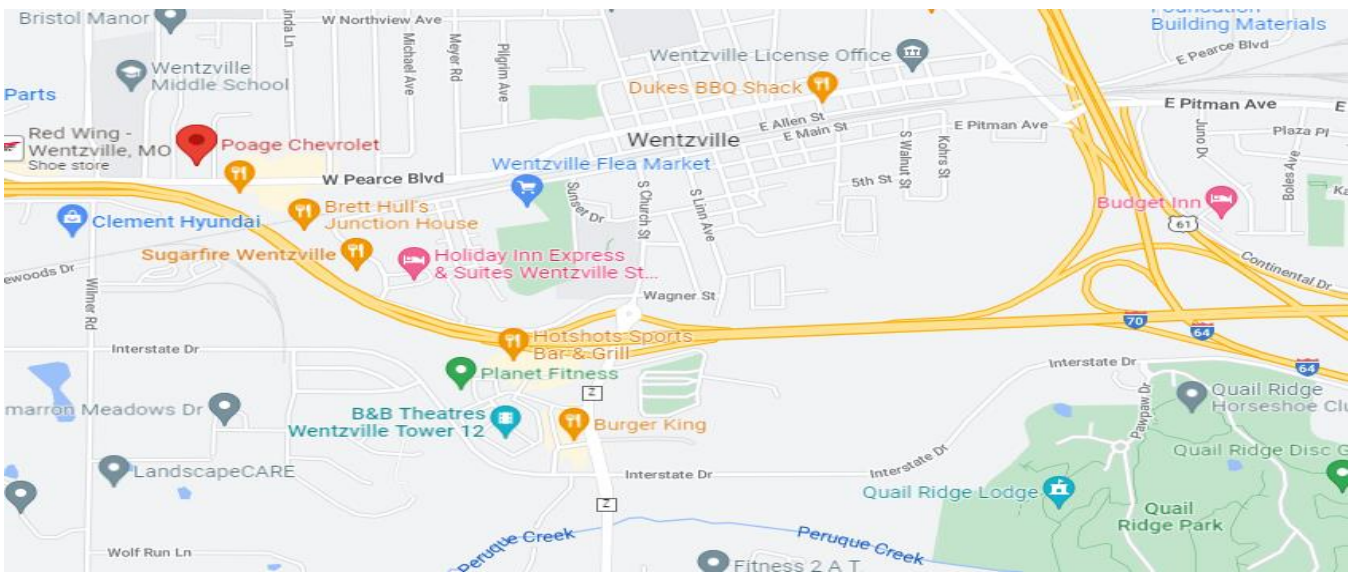 Bristol Manor
Linda Ln
W Northview Ave
Michael Ave
Meyer Rd
Pilgrim Ave
Wentzville License Office
Building Materials
E Pearce Blvd
Wentzville
Middle School
Dukes BBQ Shack
Parts
E Pitman Ave
E
Red Wing -
Wentzville, MO
Shoe store
Poage Chevrolet
Wentzville
E Allen St
E Main St
E Pitman Ave
Juno Dr
Plaza Pl
W Pearce Blvd
Wentzville Flea Market
Sunser Dr
S Church St
S Linn Ave
5th St
S Walnut St
Kohrs St
Boles Ave
Ka
Clement Hyundai
Brett Hull's
Junction House
Budget Inn
61
Sugarfire Wentzville
Holiday Inn Express
& Suites Wentzville St...
ewoods Dr
Wilmer Rd
Wagner St
Continental Dr
70
64
Interstate Dr
Hotshots Sports
Bar & Grill
Planet Fitness
Z
Interstate Dr
64
Pawpaw Dr
Quail Ridge
Horseshoe Clu
marron Meadows Dr
B&B Theatres
Wentzville Tower 12
Burger King
LandscapeCARE
Interstate Dr
Interstate Dr
Quail Ridge Disc G
Quail Ridge Lodge
Z
Quail
Ridge Park
Wolf Run Ln
Peruque Creek
Peruque Creek
Fitness 2 A T